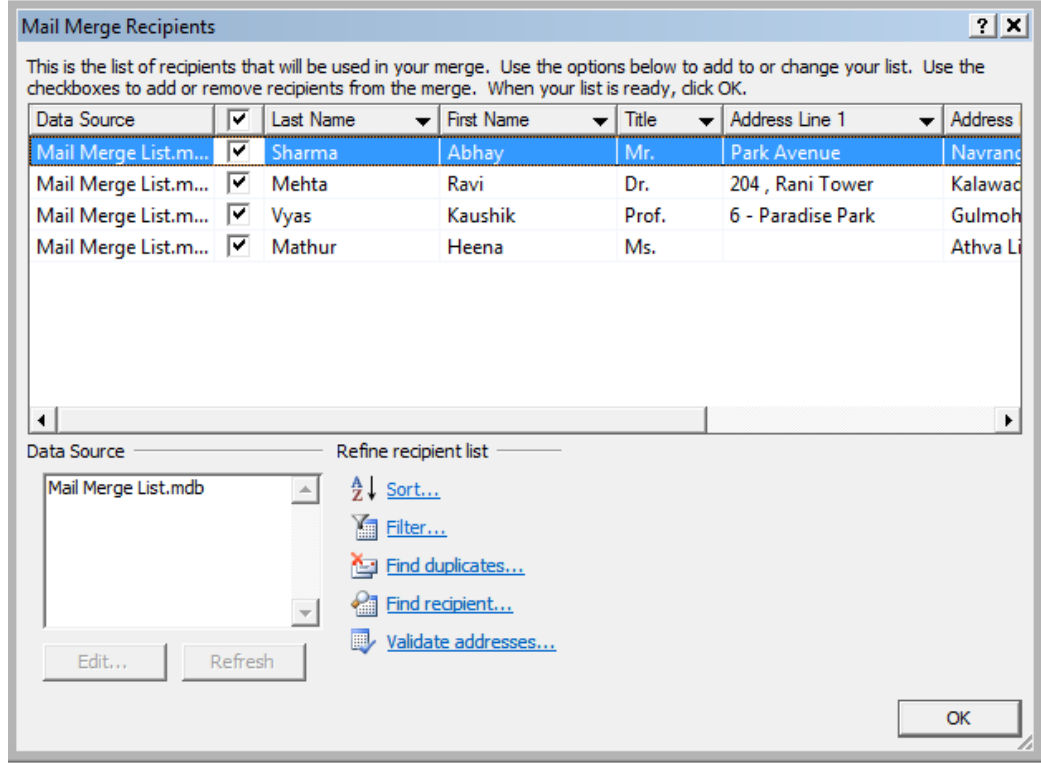 Mail Merge Recipients
This is the list of recipients that will be used in your merge. Use the options below to add to or change your list. Use the
checkboxes to add or remove recipients from the merge. When your list is ready, click OK.
Data Source Last Name First Name Title Address Line 1 Address
Mail Merge List.m... Sharma Abhay Mr. Park Avenue Navrang
Mail Merge List.m... Mehta Ravi Dr. 204 , Rani Tower Kalawad
Mail Merge List.m... Vyas Kaushik Prof. 6 - Paradise Park Gulmoh
Mail Merge List.m... Mathur Heena Ms. Athva Li
Data Source Refine recipient list
Mail Merge List.mdb
Sort...
Filter...
Find duplicates...
Find recipient...
Validate addresses...
Edit... Refresh
OK